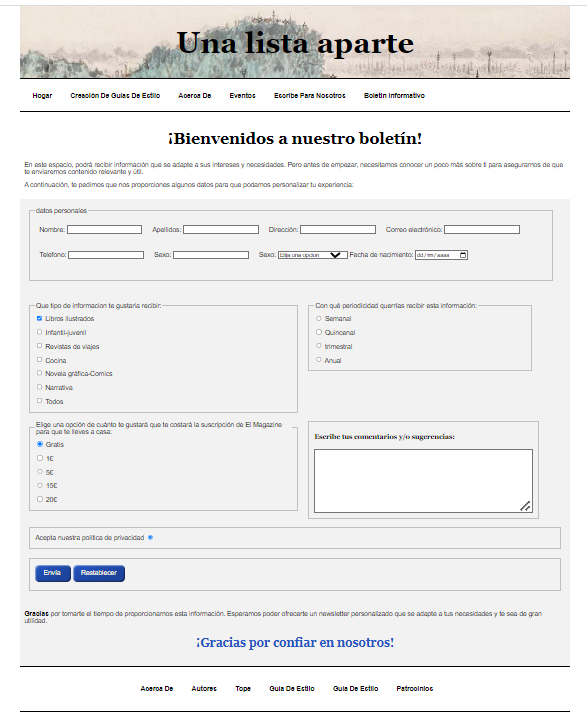 Una lista aparte
Hogar Creación De Guías De Estilo Acerca De Eventos Escribe Para Nosotros Boletín Informativo
¡Bienvenidos a nuestro boletín!
En este espacio, podrá recibir información que se adapte a sus intereses y necesidades. Pero antes de empezar, necesitamos conocer un poco más sobre ti para asegurarnos de que
te enviaremos contenido relevante y útil.
A continuación, te pedimos que nos proporciones algunos datos para que podamos personalizar tu experiencia:
datos personales
Nombre: Apellidos: Dirección: Correo electrónico:
Telefono: Sexo: Sexo: Elija una opcion Fecha de nacimiento: dd/mm/aaaa
Que tipo de informacion te gustaria recibir:
Libros ilustrados
Infantil-juvenil
Revistas de viajes
Cocina
Novela gráfica-Comics
Narrativa
Todos
Con qué periodicidad querrías recibir esta información:
Semanal
Quincenal
trimestral
Anual
Elige una opción de cuánto te gustará que te costará la suscripción de El Magazine
para que te lleves a casa:
Gratis
1€
5€
15€
20€
Escribe tus comentarios y/o sugerencias:
Acepta nuestra política de privacidad
Envia Restablecer
Gracias por tomarte el tiempo de proporcionarnos esta información. Esperamos poder ofrecerte un newsletter personalizado que se adapte a tus necesidades y te sea de gran
utilidad.
¡Gracias por confiar en nosotros!
Acerca De Autores Tope Guía De Estilo Guía De Estilo Patrocinios